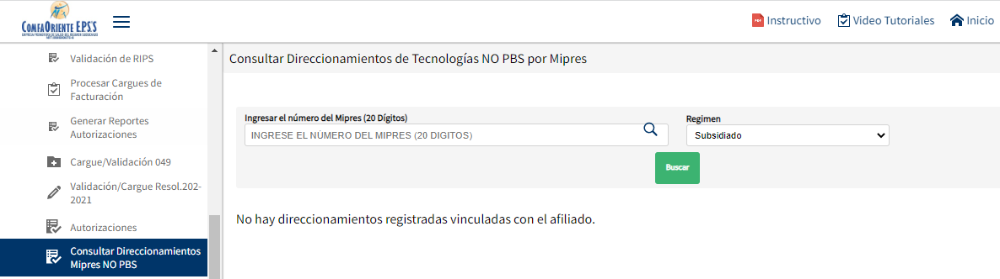 COMFAORIENTE EPS'S
Instructivo
Video Tutoriales
Inicio
Validación de RIPS
Procesar Cargues de
Facturación
Generar Reportes
Autorizaciones
Cargue/Validación 049
Validación/Cargue Resol.202-
2021
Autorizaciones
Consultar Direccionamientos
Mipres NO PBS
Consultar Direccionamientos de Tecnologías NO PBS por Mipres
Ingresar el número del Mipres (20 Dígitos)
INGRESE EL NÚMERO DEL MIPRES (20 DIGITOS)
Regimen
Subsidiado
Buscar
No hay direccionamientos registradas vinculadas con el afiliado.